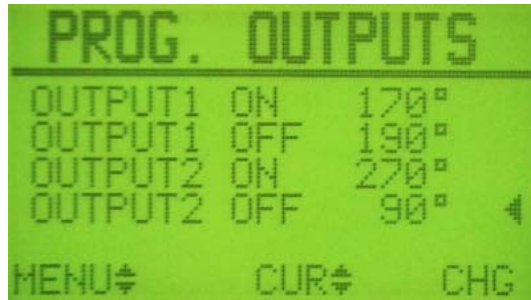 PROG. OUTPUTS
OUTPUT1 ON 170°
OUTPUT1 OFF 190°
OUTPUT2 ON 270°
OUTPUT2 OFF 90°
MENU CUR CHG